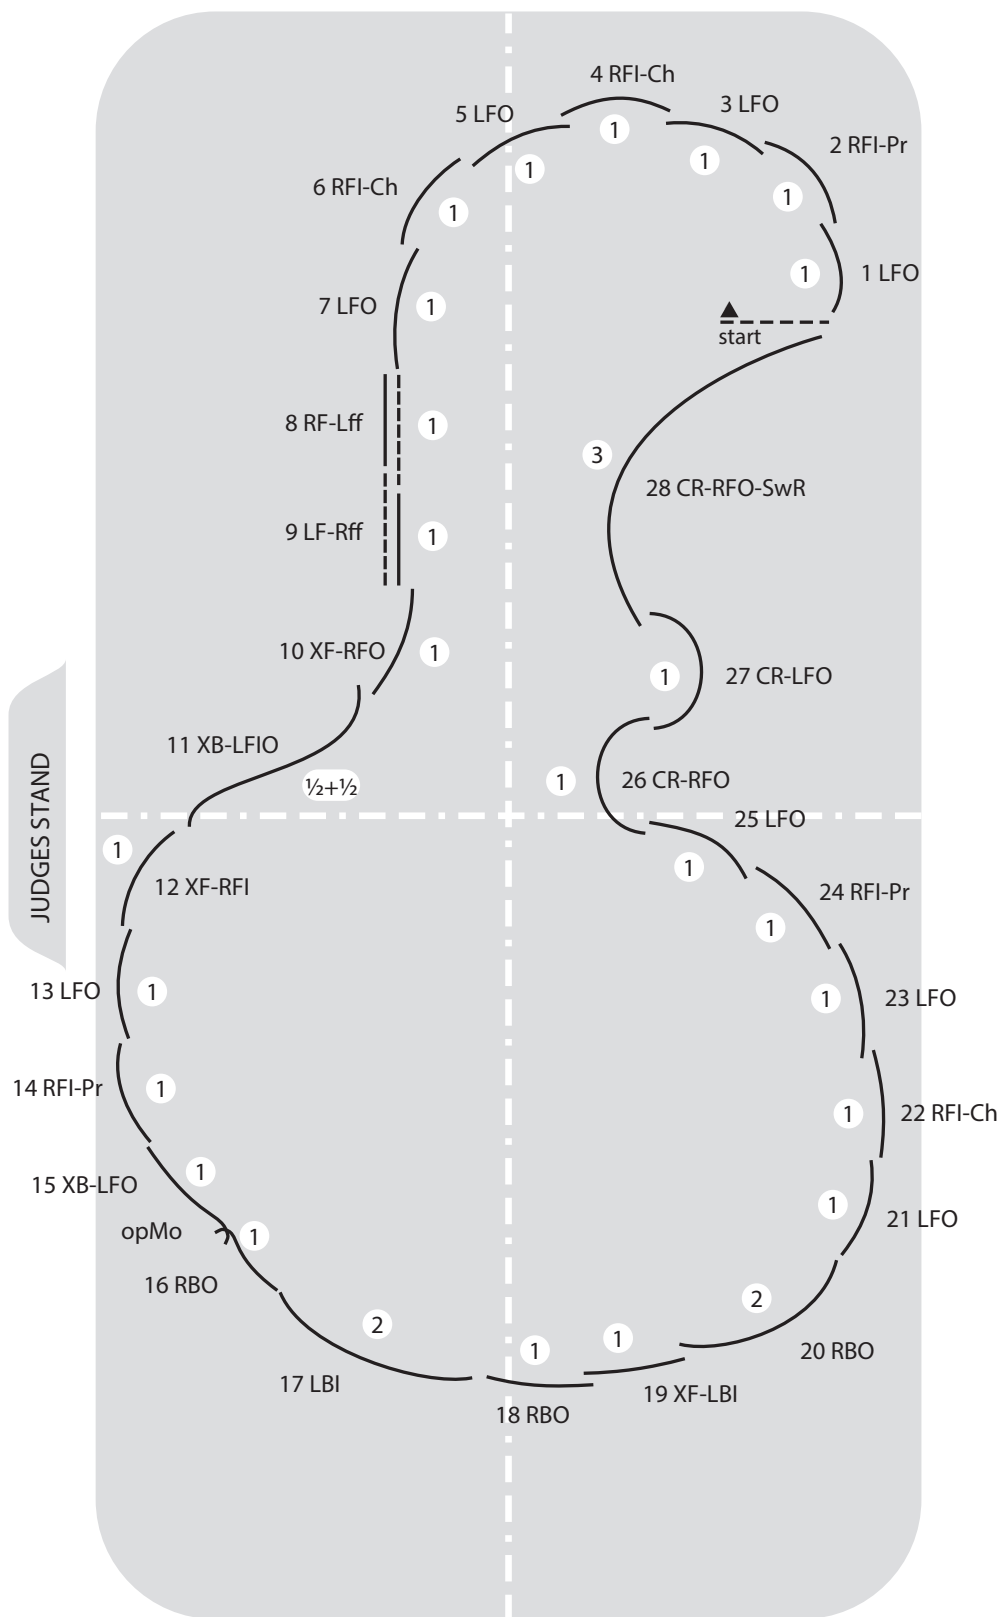 4 RFI-Ch
3 LFO
5 LFO
1
2 RFI-Pr
1
1
6 RFI-Ch
1
1
1 LFO
1
7 LFO
1
start
8 RF-Lff
1
3
28 CR-RFO-SwR
9 LF-Rff
1
10 XF-RFO
1
1
27 CR-LFO
11 XB-LFIO
½+½
1
26 CR-RFO
25 LFO
JUDGES STAND
1
12 XF-RFI
1
24 RFI-Pr
1
13 LFO
1
1
23 LFO
14 RFI-Pr
1
1
22 RFI-Ch
15 XB-LFO
1
1
21 LFO
opMo
1
16 RBO
2
2
17 LBI
1
1
20 RBO
19 XF-LBI
18 RBO